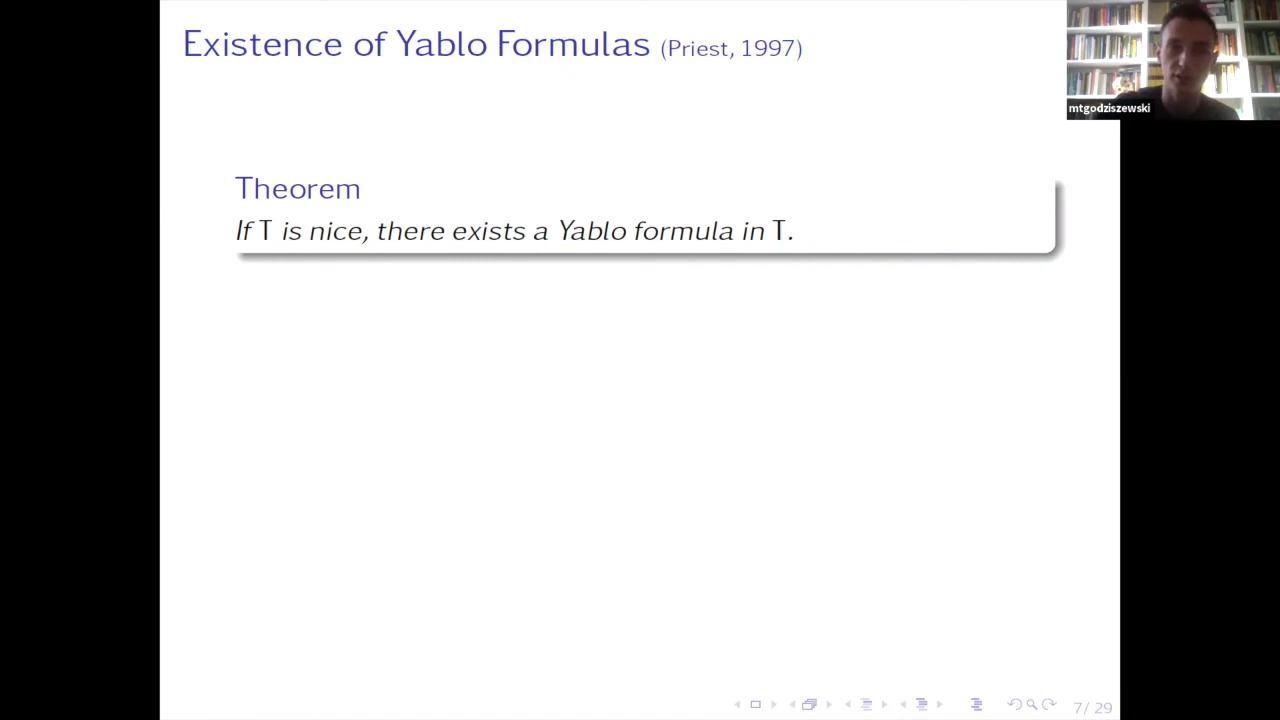 Existence of Yablo Formulas (Priest, 1997)
mtgodziszewski
Theorem
If T is nice, there exists a Yablo formula in T.
7/29